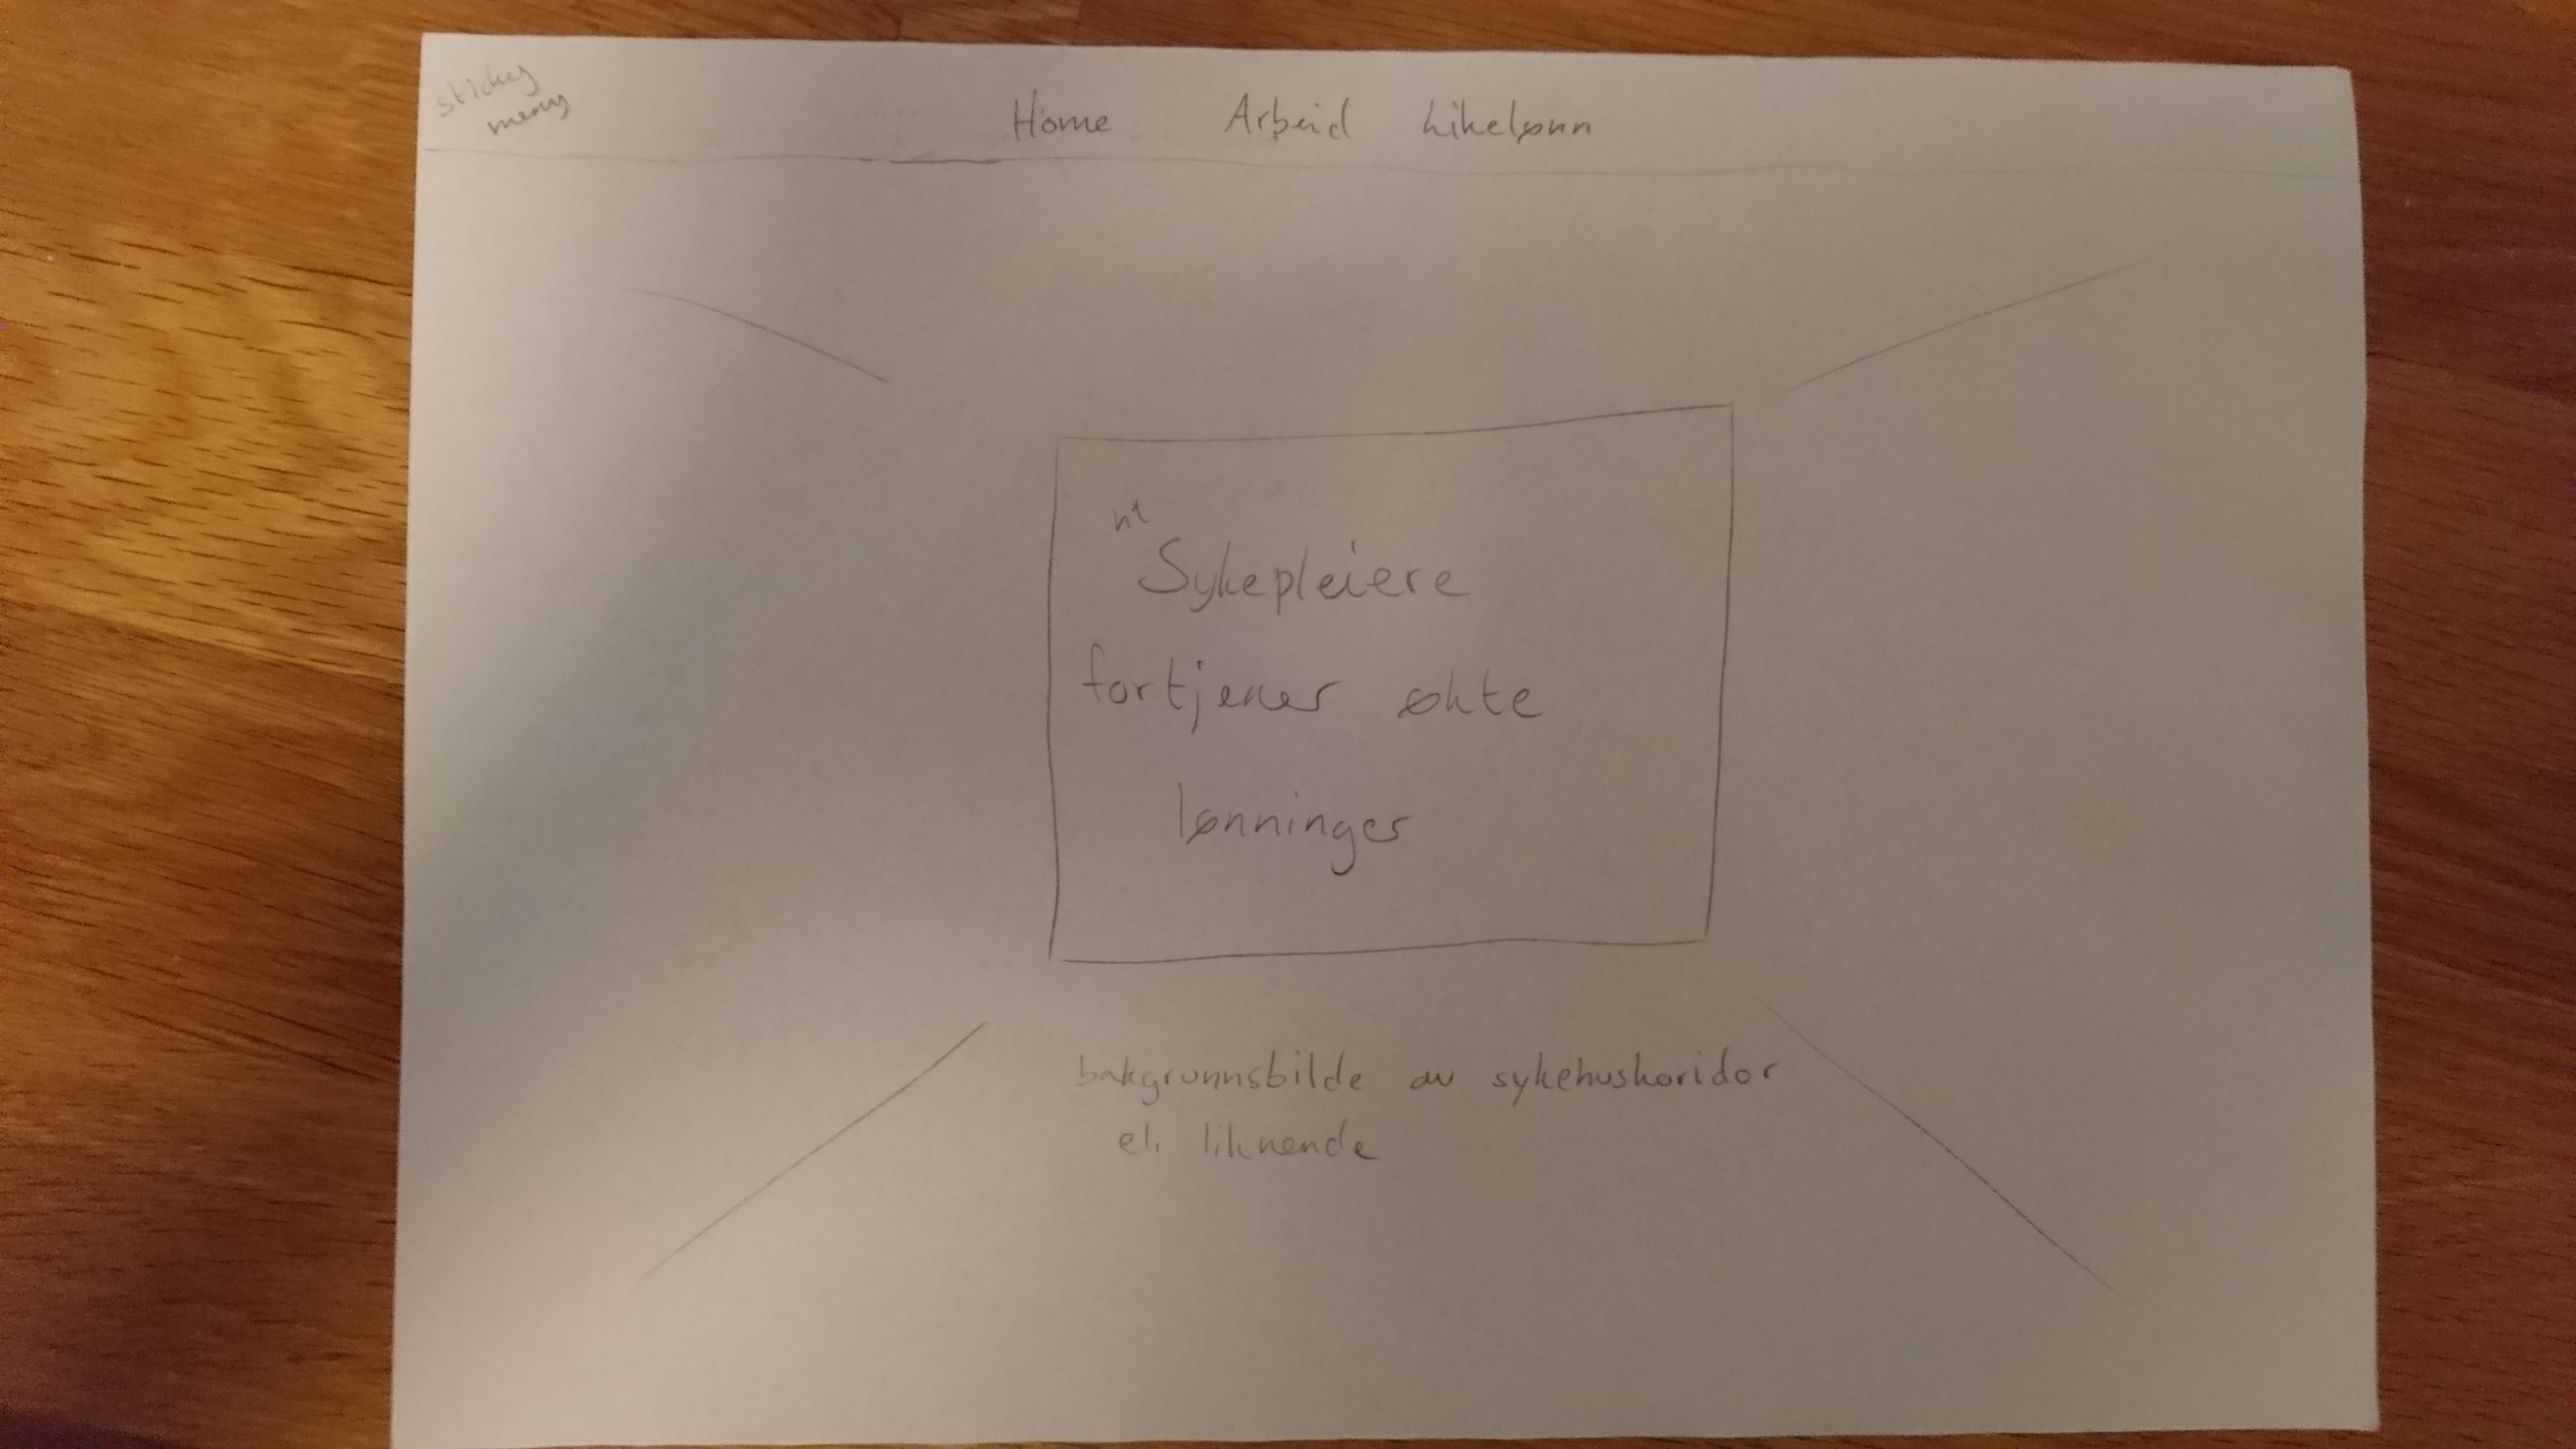 sticky
meny
Home Arbeid Likelønn
h1
Sykepleiere
fortjener økte
lønninger
bakgrunnsbilde av sykehuskoridor
el. liknende